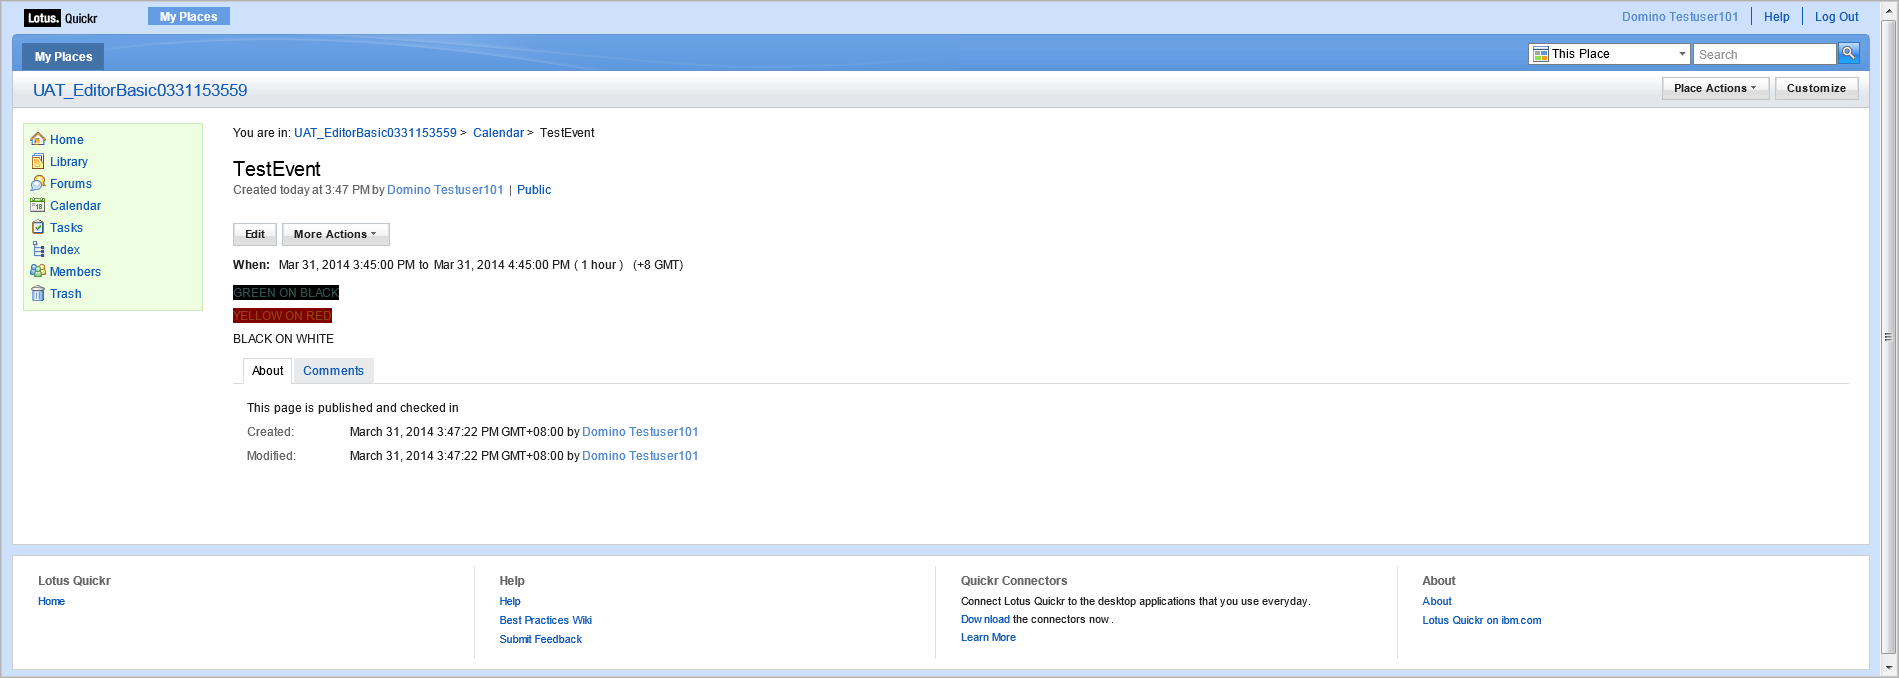 Lotus. Quickr My Places Domino Testuser101 Help Log Out
My Places This Place Search
UAT_EditorBasic0331153559 Place Actions Customize
Home
Library
Forums
Calendar
Tasks
Index
Members
Trash
You are in: UAT_EditorBasic0331153559 > Calendar > TestEvent
TestEvent
Created today at 3:47 PM by Domino Testuser101 | Public
Edit More Actions
When: Mar 31, 2014 3:45:00 PM to Mar 31, 2014 4:45:00 PM ( 1 hour ) (+8 GMT)
GREEN ON BLACK
YELLOW ON RED
BLACK ON WHITE
About Comments
This page is published and checked in
Created: March 31, 2014 3:47:22 PM GMT+08:00 by Domino Testuser101
Modified: March 31, 2014 3:47:22 PM GMT+08:00 by Domino Testuser101
Lotus Quickr
Home
Help
Help
Best Practices Wiki
Submit Feedback
Quickr Connectors
Connect Lotus Quickr to the desktop applications that you use everyday.
Download the connectors now.
Learn More
About
About
Lotus Quickr on ibm.com